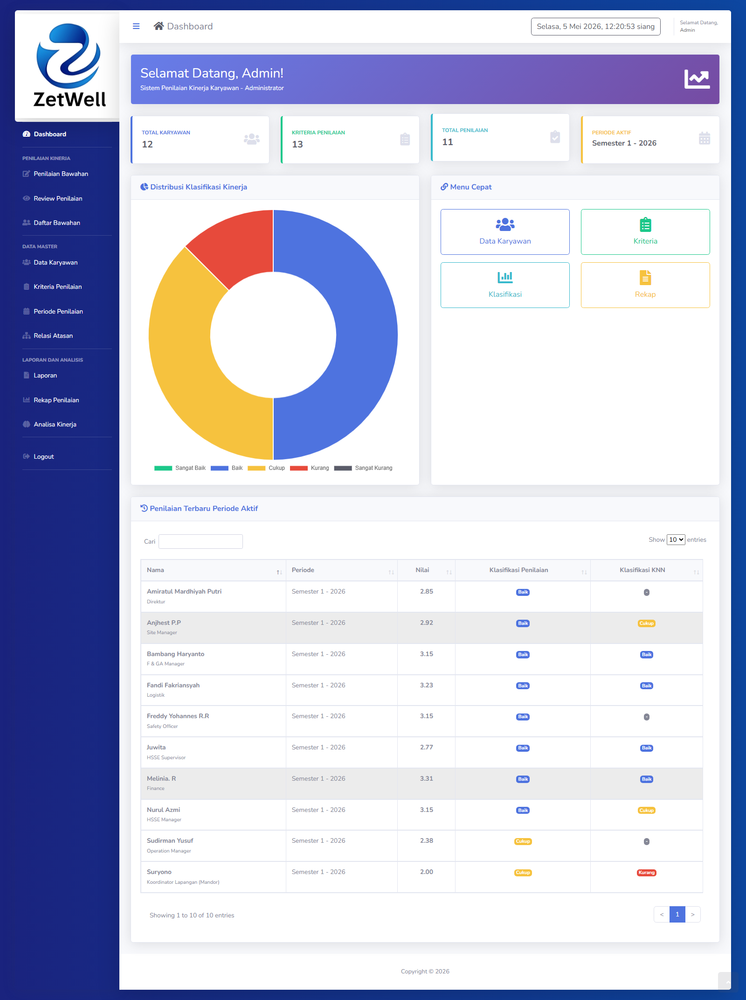 ZetWell
Dashboard
PENILAIAN KINERJA
Penilaian Bawahan
Review Penilaian
Daftar Bawahan
DATA MASTER
Data Karyawan
Kriteria Penilaian
Periode Penilaian
Relasi Atasan
LAPORAN DAN ANALISIS
Laporan
Rekap Penilaian
Analisa Kinerja
Logout
Dashboard
Selasa, 5 Mei 2026, 12:20:53 siang
Selamat Datang,
Admin
Selamat Datang, Admin!
Sistem Penilaian Kinerja Karyawan - Administrator
TOTAL KARYAWAN
12
KRITERIA PENILAIAN
13
TOTAL PENILAIAN
11
PERIODE AKTIF
Semester 1 - 2026
Distribusi Klasifikasi Kinerja
Sangat Baik Baik Cukup Kurang Sangat Kurang
Menu Cepat
Data Karyawan
Kriteria
Klasifikasi
Rekap
Penilaian Terbaru Periode Aktif
Cari
Show 10 entries
Nama Periode Nilai Klasifikasi Penilaian Klasifikasi KNN
Amiratul Mardhiyah Putri Semester 1 - 2026 2.85 Baik -
Direktur
Anjhest P.P Semester 1 - 2026 2.92 Baik Cukup
Site Manager
Bambang Haryanto Semester 1 - 2026 3.15 Baik Baik
F & GA Manager
Fandi Fakriansyah Semester 1 - 2026 3.23 Baik Baik
Logistik
Freddy Yohannes R.R Semester 1 - 2026 3.15 Baik -
Safety Officer
Juwita Semester 1 - 2026 2.77 Baik Baik
HSSE Supervisor
Melinia. R Semester 1 - 2026 3.31 Baik Baik
Finance
Nurul Azmi Semester 1 - 2026 3.15 Baik Cukup
HSSE Manager
Sudirman Yusuf Semester 1 - 2026 2.38 Cukup -
Operation Manager
Suryono Semester 1 - 2026 2.00 Cukup Kurang
Koordinator Lapangan (Mandor)
Showing 1 to 10 of 10 entries
< 1 >
Copyright © 2026